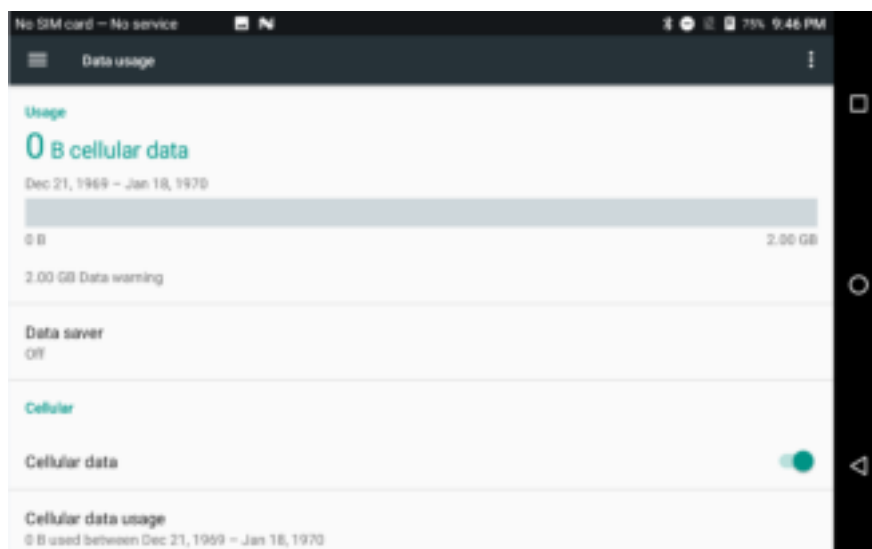 No SIM card — No service 75% 9:46 PM
Data usage
Usage
0 B cellular data
Dec 21, 1969 – Jan 18, 1970
0 B 2.00 GB
2.00 GB Data warning
Data saver
Off
Cellular
Cellular data
Cellular data usage
0 B used between Dec 21, 1969 – Jan 18, 1970